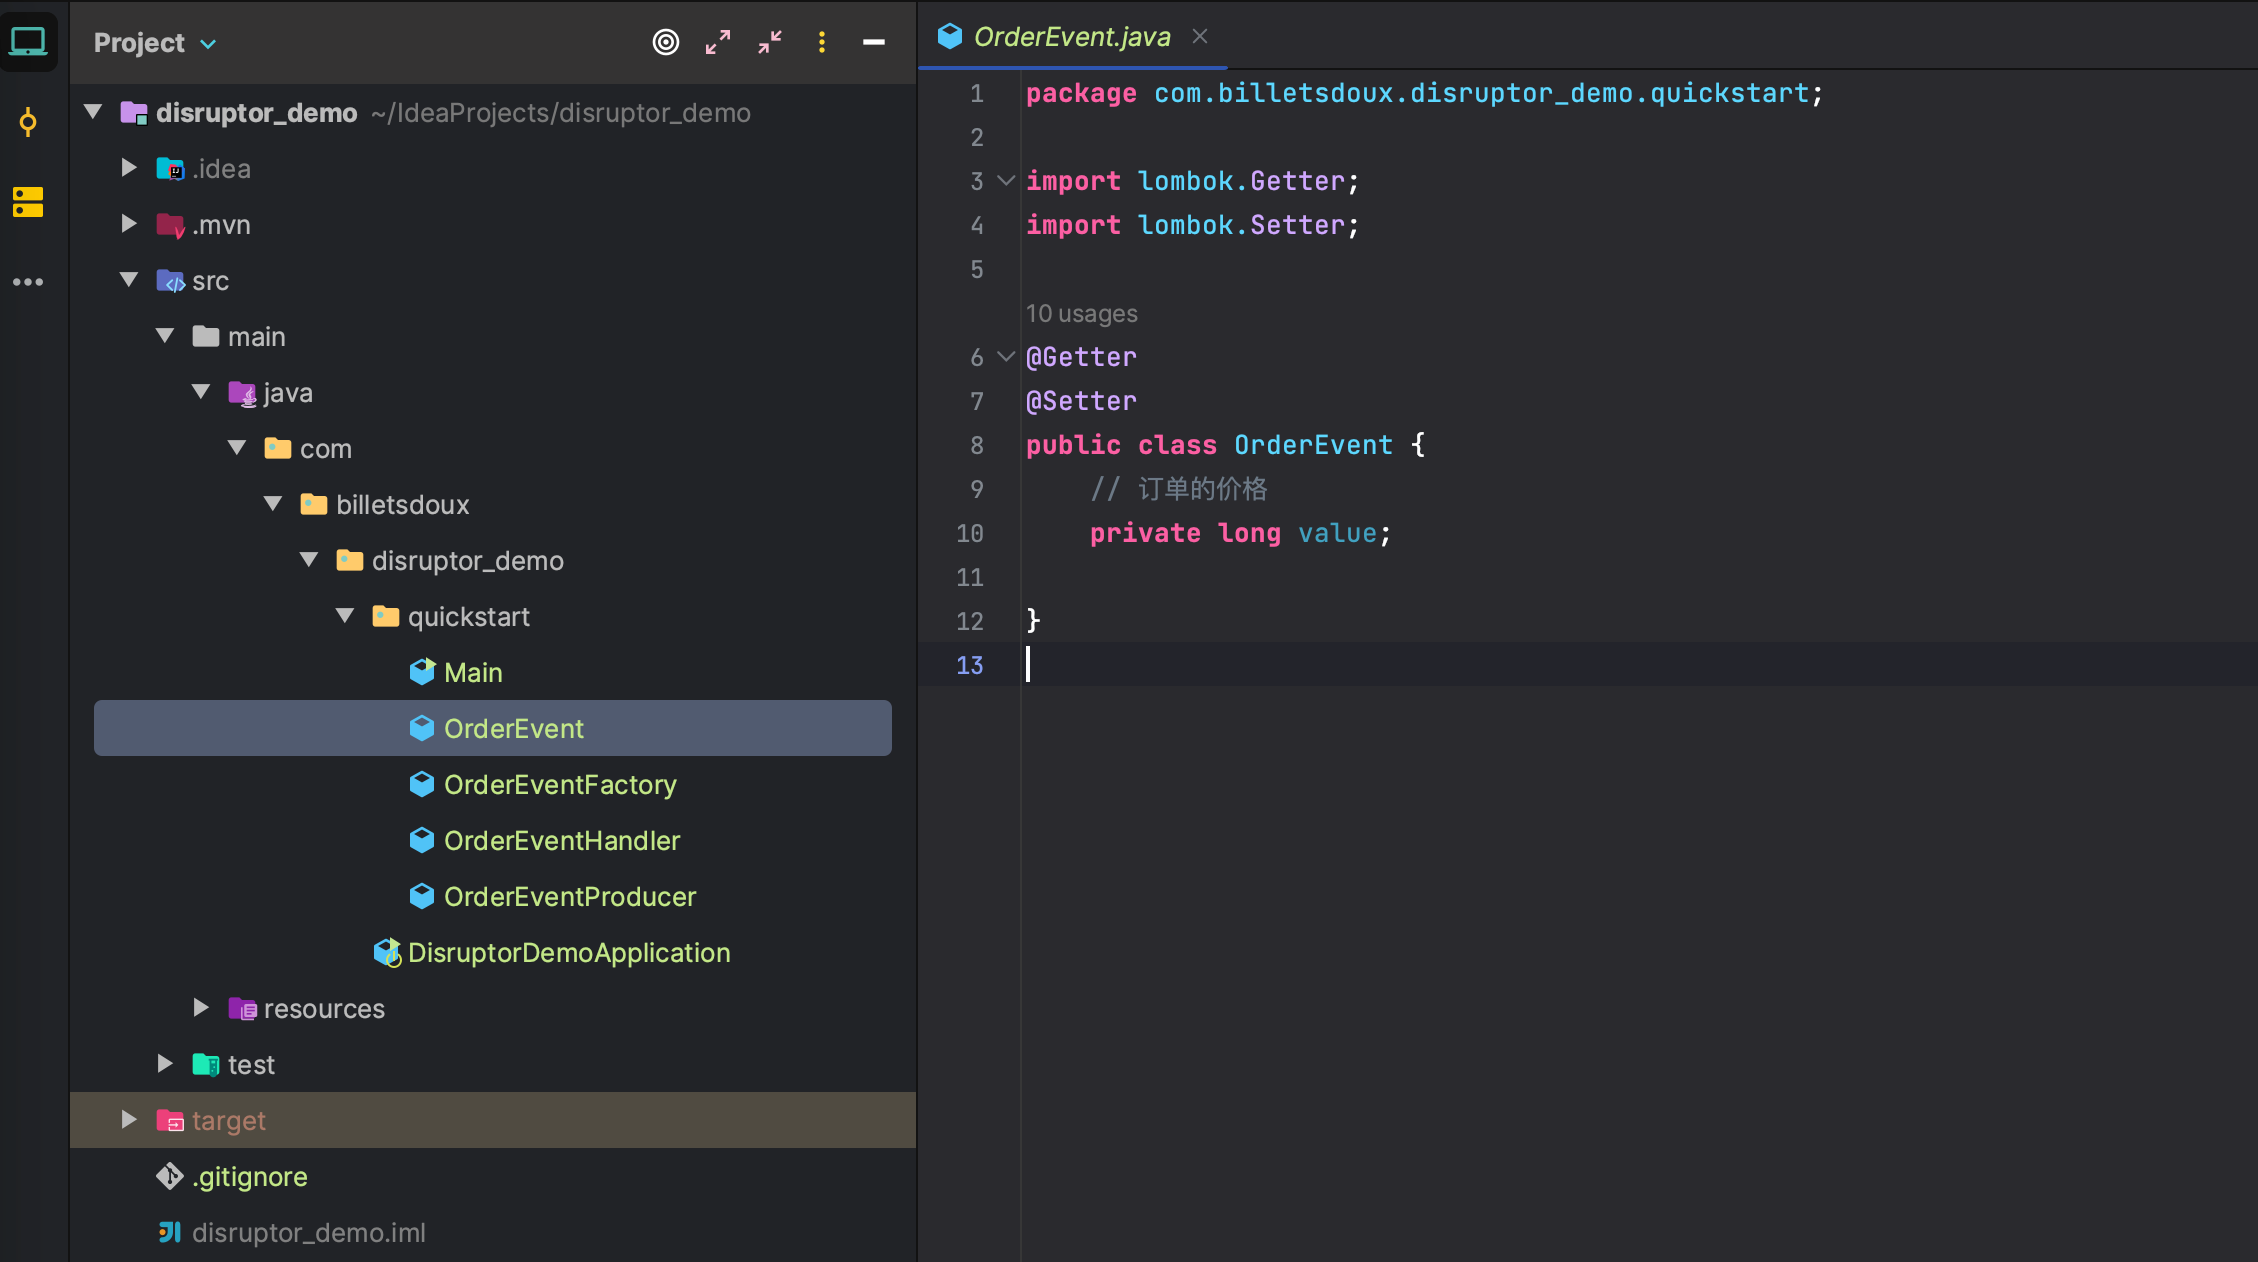 Project
disruptor_demo ~/IdeaProjects/disruptor_demo
.idea
.mvn
src
main
java
com
billetsdoux
disruptor_demo
quickstart
Main
OrderEvent
OrderEventFactory
OrderEventHandler
OrderEventProducer
DisruptorDemoApplication
resources
test
target
.gitignore
disruptor_demo.iml
OrderEvent.java
1 package com.billetsdoux.disruptor_demo.quickstart;
2
3 import lombok.Getter;
4 import lombok.Setter;
5
10 usages
6 @Getter
7 @Setter
8 public class OrderEvent {
9 // 订单的价格
10 private long value;
11
12 }
13